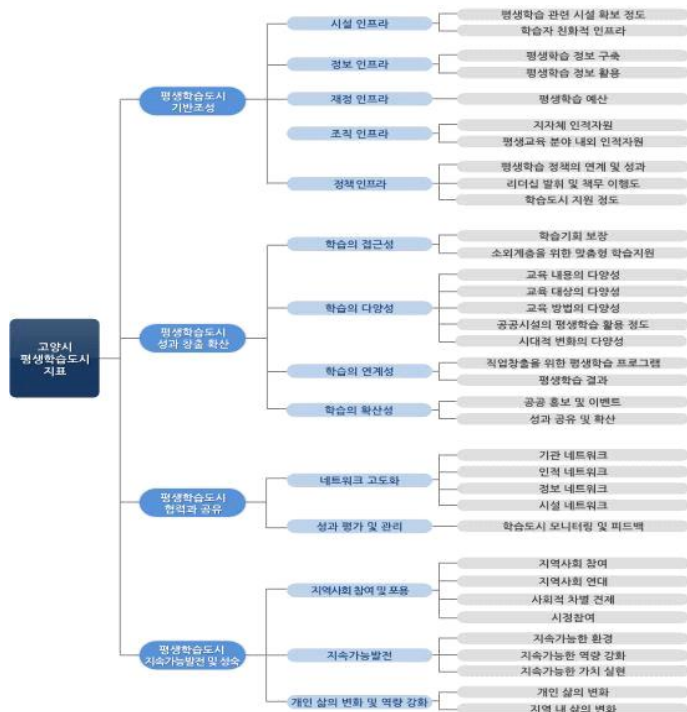 고양시
평생학습도시
지표
평생학습도시
기반조성
시설 인프라
평생학습 관련 시설 확보 정도
학습자 친화적 인프라
정보 인프라
평생학습 정보 구축
평생학습 정보 활용
재정 인프라
평생학습 예산
조직 인프라
지자체 인적자원
평생교육 분야 내외 인적자원
정책 인프라
평생학습 정책의 연계 및 성과
리더십 발휘 및 책무 이행도
학습도시 지원 정도
평생학습도시
성과 창출 확산
학습의 접근성
학습기회 보장
소외계층을 위한 맞춤형 학습지원
학습의 다양성
교육 내용의 다양성
교육 대상의 다양성
교육 방법의 다양성
공공시설의 평생학습 활용 정도
시대적 변화의 다양성
학습의 연계성
직업창출을 위한 평생학습 프로그램
평생학습 결과
학습의 확산성
공공 홍보 및 이벤트
성과 공유 및 확산
평생학습도시
협력과 공유
네트워크 고도화
기관 네트워크
인적 네트워크
정보 네트워크
시설 네트워크
성과 평가 및 관리
학습도시 모니터링 및 피드백
평생학습도시
지속가능발전 및 성숙
지역사회 참여 및 포용
지역사회 참여
지역사회 연대
사회적 차별 견제
시정참여
지속가능발전
지속가능한 환경
지속가능한 역량 강화
지속가능한 가치 실현
개인 삶의 변화 및 역량 강화
개인 삶의 변화
지역 내 삶의 변화